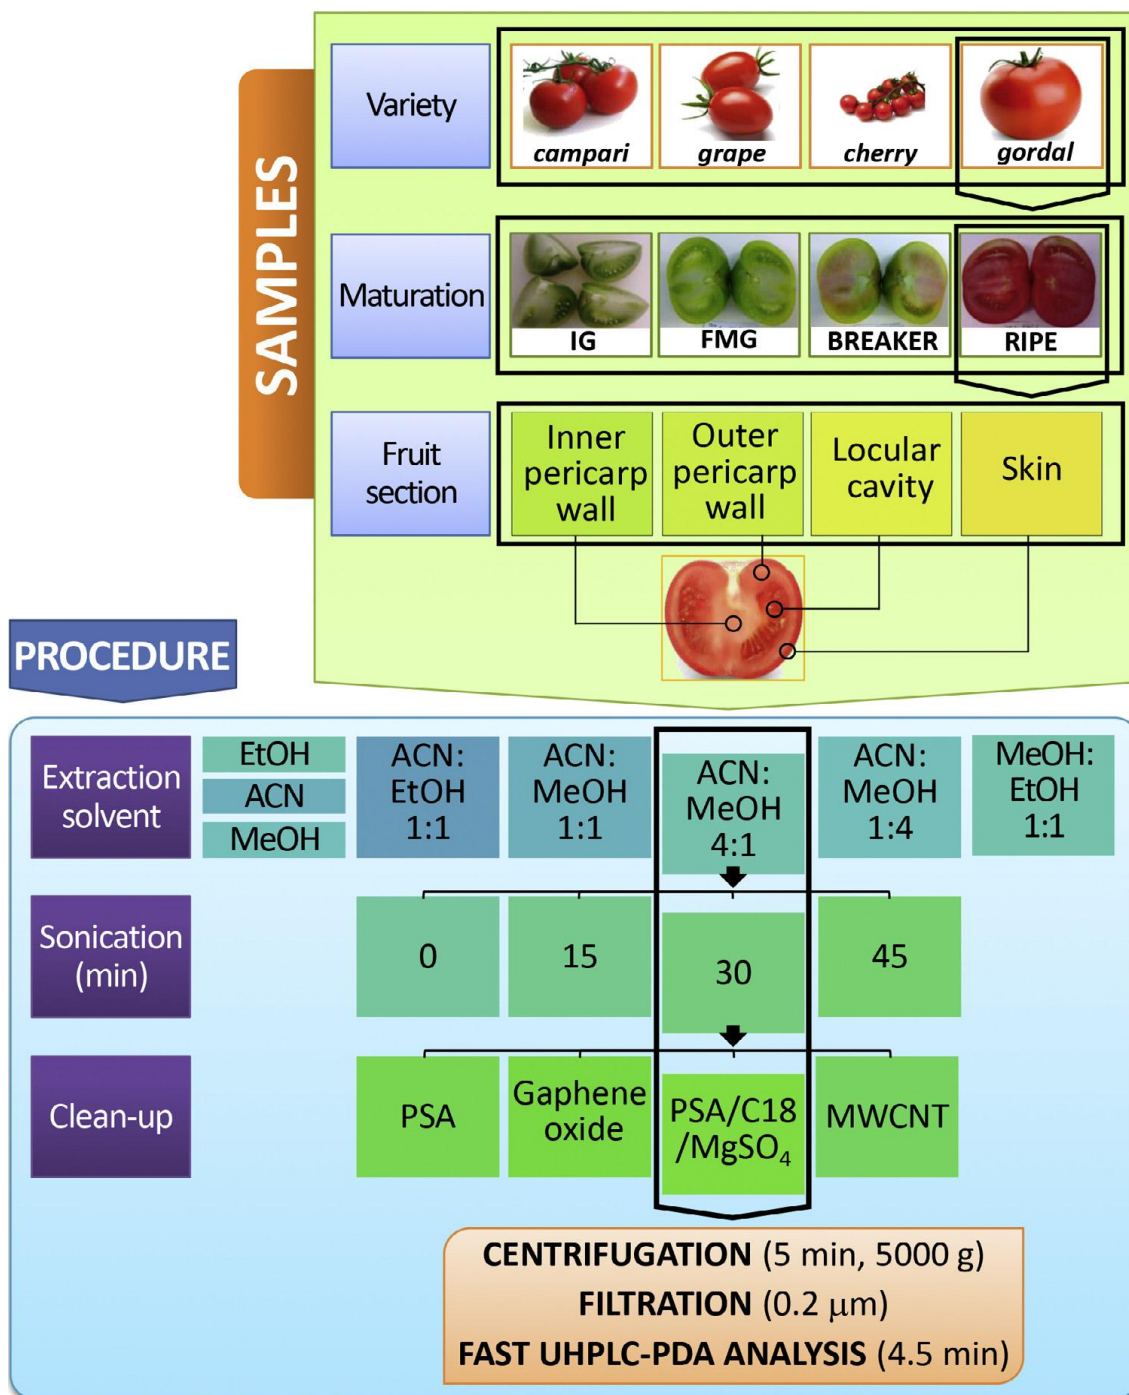 SAMPLES
Variety
campari
grape
cherry
gordal
Maturation
IG
FMG
BREAKER
RIPE
Fruit
section
Inner
pericarp
wall
Outer
pericarp
wall
Locular
cavity
Skin
PROCEDURE
Extraction
solvent
EtOH
ACN
MeOH
ACN:
EtOH
1:1
ACN:
MeOH
1:1
ACN:
MeOH
4:1
ACN:
MeOH
1:4
MeOH:
EtOH
1:1
Sonication
(min)
0
15
30
45
Clean-up
PSA
Gaphene
oxide
PSA/C18
/MgSO₄
MWCNT
CENTRIFUGATION (5 min, 5000 g)
FILTRATION (0.2 μm)
FAST UHPLC-PDA ANALYSIS (4.5 min)